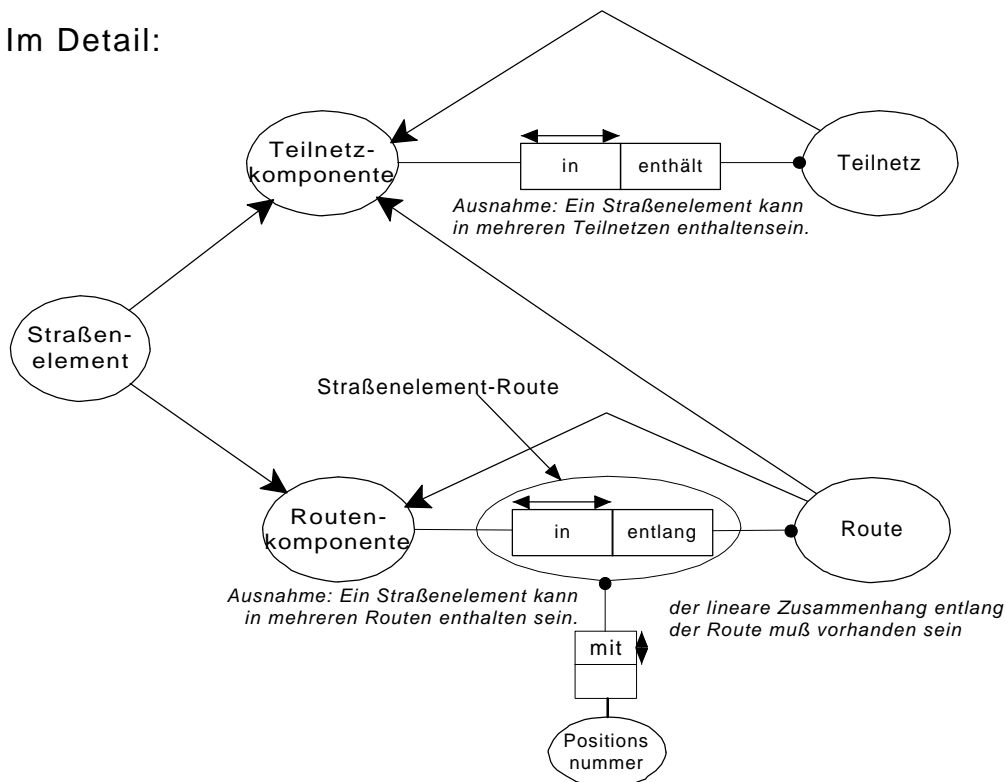 Im Detail:
Teilnetz-
komponente
in
enthält
Teilnetz
Ausnahme: Ein Straßenelement kann
in mehreren Teilnetzen enthaltensein.
Straßen-
element
Straßenelement-Route
Routen-
komponente
in
entlang
Route
Ausnahme: Ein Straßenelement kann
in mehreren Routen enthalten sein.
der lineare Zusammenhang entlang
der Route muß vorhanden sein
mit
Positions
nummer